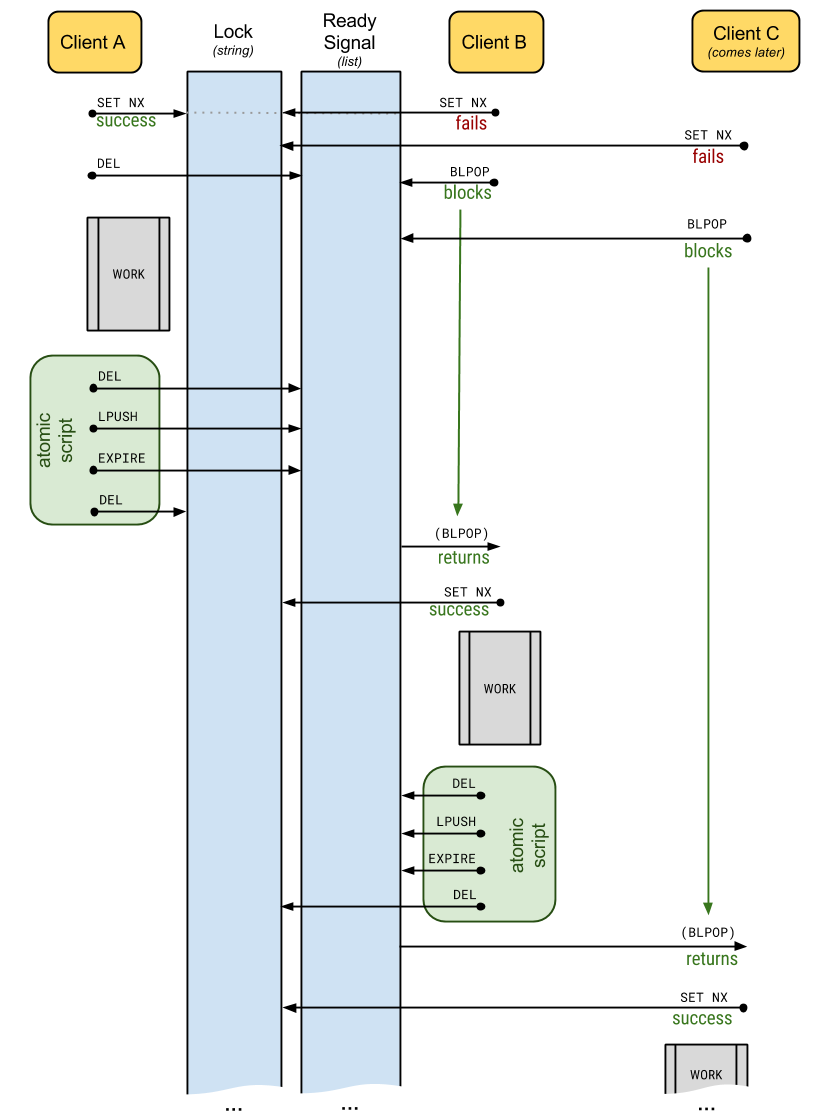 Client A
Lock
(string)
Ready
Signal
(list)
Client B
Client C
(comes later)
SET NX
success
SET NX
fails
SET NX
fails
DEL
BLPOP
blocks
BLPOP
blocks
WORK
atomic
script
DEL
LPUSH
EXPIRE
DEL
(BLPOP)
returns
SET NX
success
WORK
DEL
LPUSH
EXPIRE
DEL
atomic
script
(BLPOP)
returns
SET NX
success
WORK
...
...
...